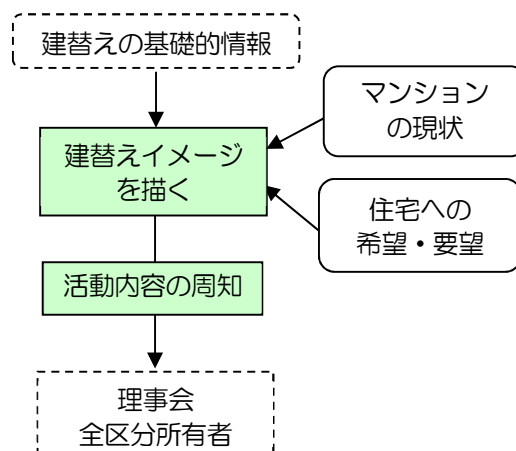 建替えの基礎的情報
マンション
の現状
建替えイメージ
を描く
住宅への
希望・要望
活動内容の周知
理事会
全区分所有者